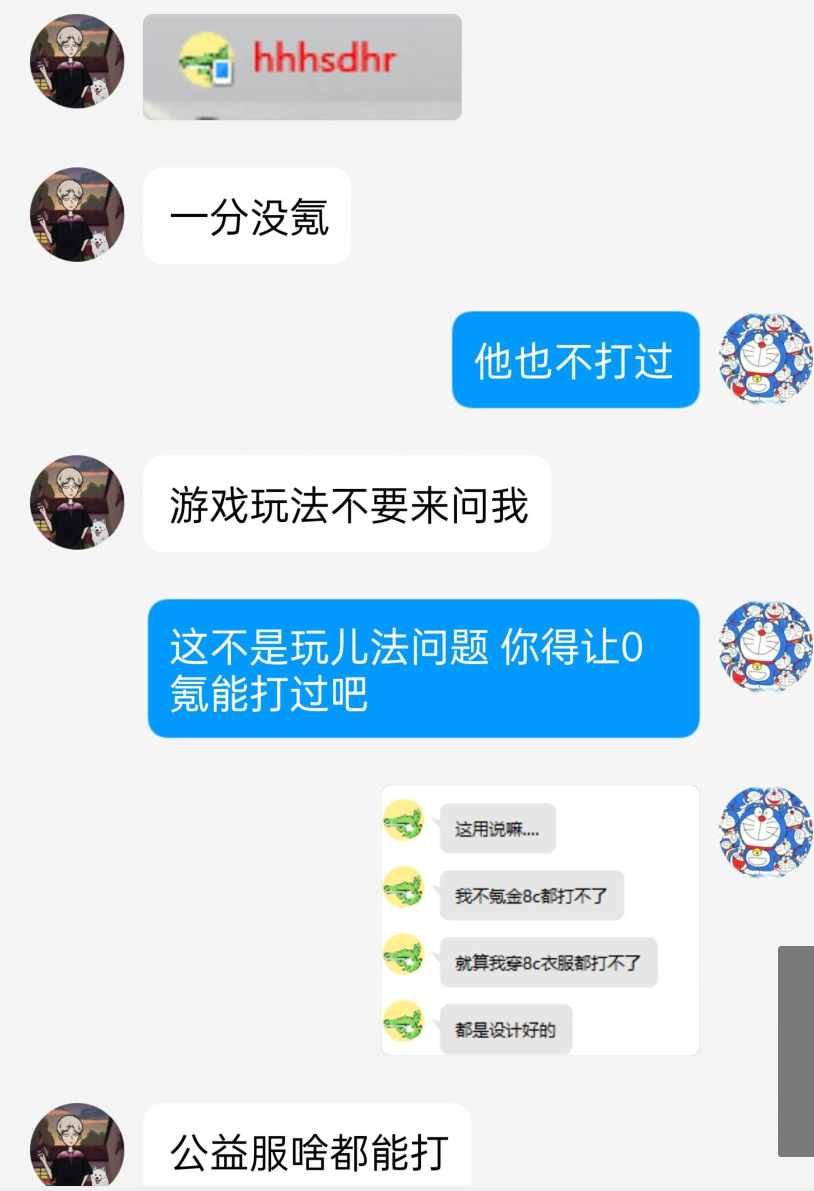 hhhsdhr
一分没氪
他也不打过
游戏玩法不要来问我
这不是玩儿法问题 你得让0
氪能打过吧
这用说嘛....
我不氪金8c都打不了
就算我穿8c衣服都打不了
都是设计好的
公益服啥都能打